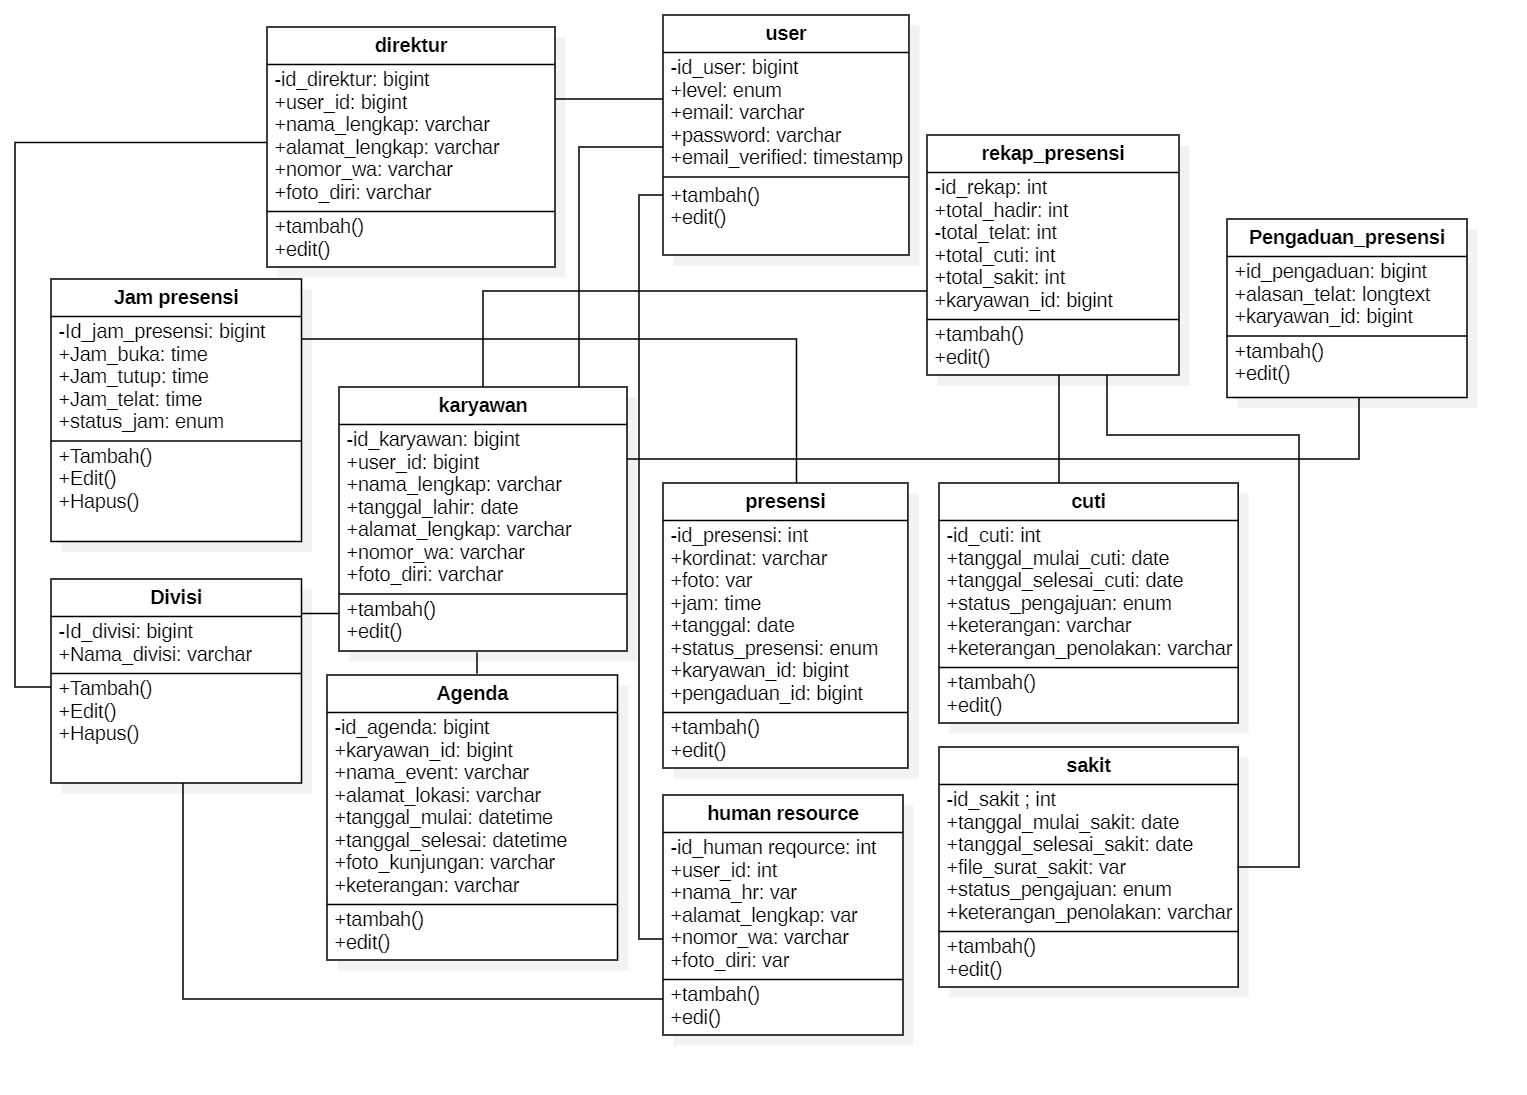 direktur
-id_direktur: bigint
+user_id: bigint
+nama_lengkap: varchar
+alamat_lengkap: varchar
+nomor_wa: varchar
+foto_diri: varchar
+tambah()
+edit()
user
-id_user: bigint
+level: enum
+email: varchar
+password: varchar
+email_verified: timestamp
+tambah()
+edit()
rekap_presensi
-id_rekap: int
+total_hadir: int
-total_telat: int
+total_cuti: int
+total_sakit: int
+karyawan_id: bigint
+tambah()
+edit()
Pengaduan_presensi
+id_pengaduan: bigint
+alasan_telat: longtext
+karyawan_id: bigint
+tambah()
+edit()
Jam presensi
-Id_jam_presensi: bigint
+Jam_buka: time
+Jam_tutup: time
+Jam_telat: time
+status_jam: enum
+Tambah()
+Edit()
+Hapus()
karyawan
-id_karyawan: bigint
+user_id: bigint
+nama_lengkap: varchar
+tanggal_lahir: date
+alamat_lengkap: varchar
+nomor_wa: varchar
+foto_diri: varchar
+tambah()
+edit()
presensi
-id_presensi: int
+kordinat: varchar
+foto: var
+jam: time
+tanggal: date
+status_presensi: enum
+karyawan_id: bigint
+pengaduan_id: bigint
+tambah()
+edit()
cuti
-id_cuti: int
+tanggal_mulai_cuti: date
+tanggal_selesai_cuti: date
+status_pengajuan: enum
+keterangan: varchar
+keterangan_penolakan: varchar
+tambah()
+edit()
Divisi
-Id_divisi: bigint
+Nama_divisi: varchar
+Tambah()
+Edit()
+Hapus()
Agenda
-id_agenda: bigint
+karyawan_id: bigint
+nama_event: varchar
+alamat_lokasi: varchar
+tanggal_mulai: datetime
+tanggal_selesai: datetime
+foto_kunjungan: varchar
+keterangan: varchar
+tambah()
+edit()
human resource
-id_human reqource: int
+user_id: int
+nama_hr: var
+alamat_lengkap: var
+nomor_wa: varchar
+foto_diri: var
+tambah()
+edi()
sakit
-id_sakit ; int
+tanggal_mulai_sakit: date
+tanggal_selesai_sakit: date
+file_surat_sakit: var
+status_pengajuan: enum
+keterangan_penolakan: varchar
+tambah()
+edit()